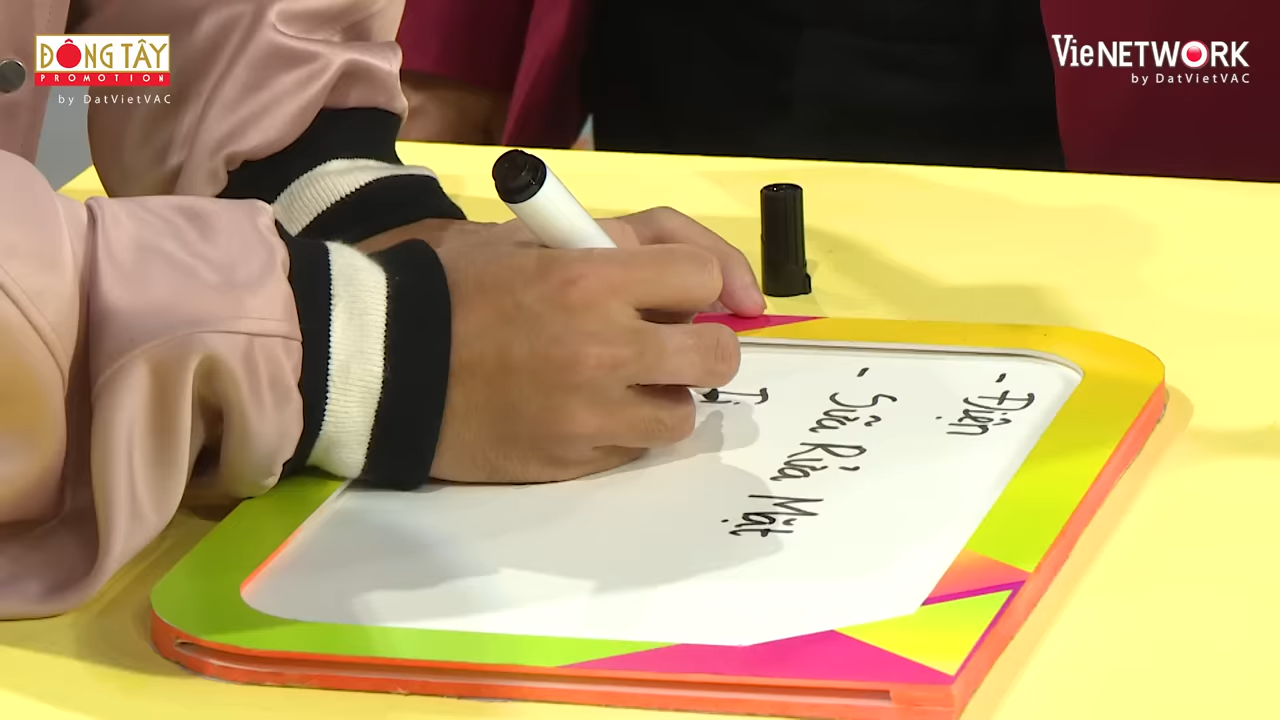 ĐÔNG TÂY
PROMOTION
by DatVietVAC
VieNETWORK
by DatVietVAC
- Điện
- Sữa Rửa Mặt